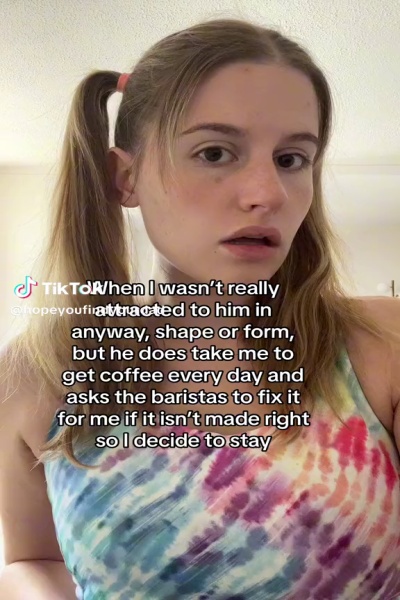 TikTok
When I wasn't really
attracted to him in
anyway, shape or form,
but he does take me to
get coffee every day and
asks the baristas to fix it
for me if it isn't made right
so I decide to stay